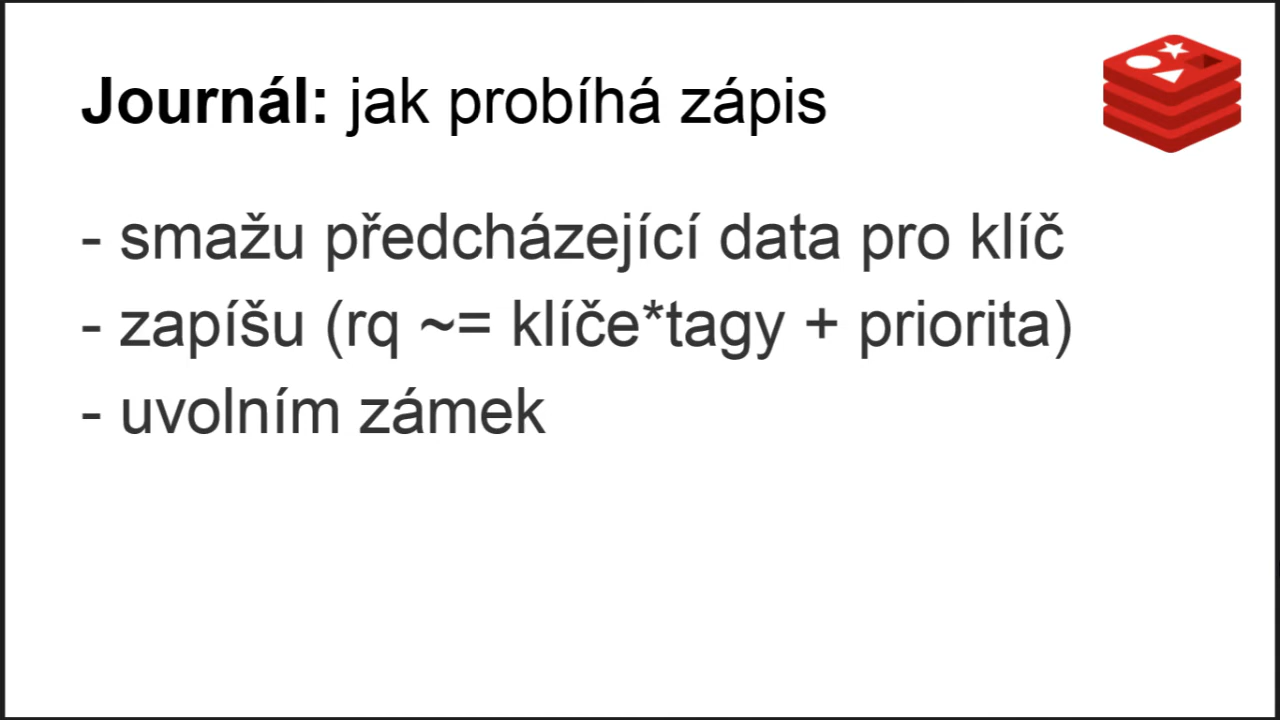 Journál: jak probíhá zápis
- smažu předcházející data pro klíč
- zapíšu (rq ~= klíče*tagy + priorita)
- uvolním zámek